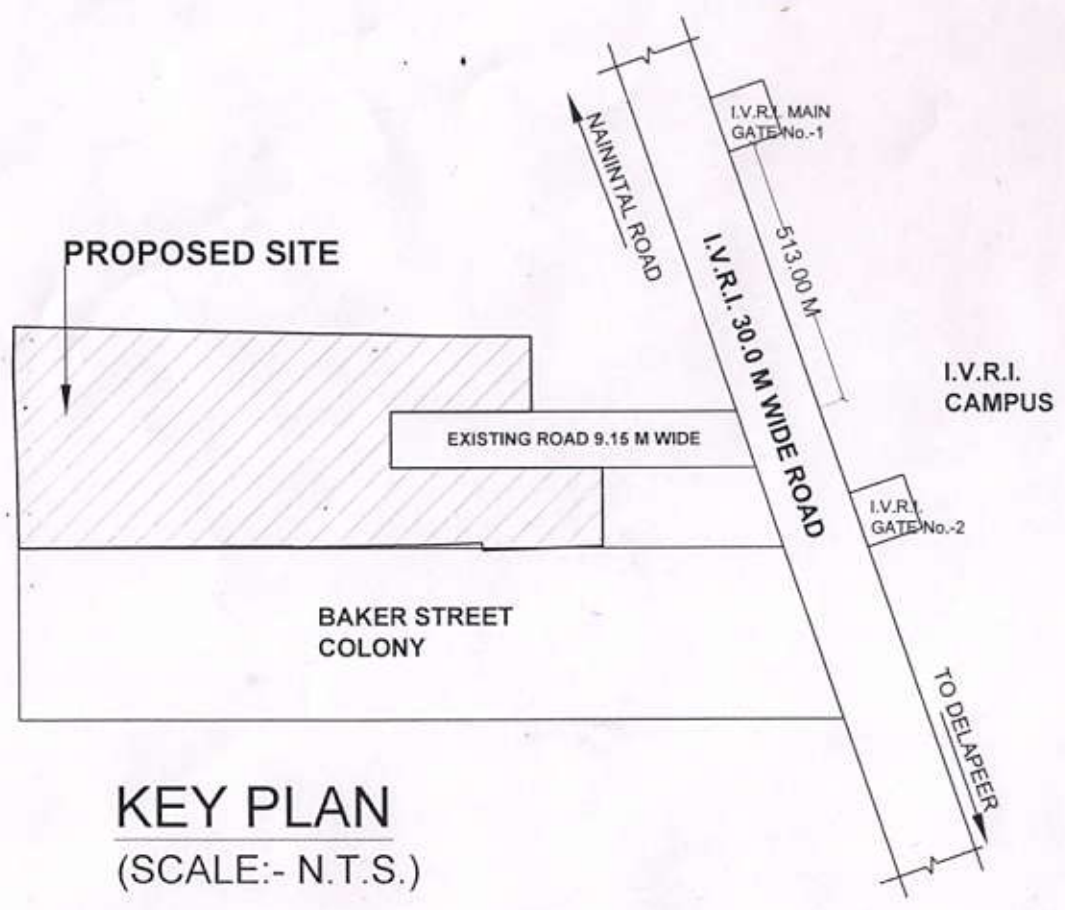 I.V.R.I. MAIN
GATE No.-1
NAININTAL ROAD
PROPOSED SITE
513.00 M
I.V.R.I. 30.0 M WIDE ROAD
I.V.R.I.
CAMPUS
EXISTING ROAD 9.15 M WIDE
I.V.R.I.
GATE No.-2
BAKER STREET
COLONY
TO DELAPEER
KEY PLAN
(SCALE:- N.T.S.)